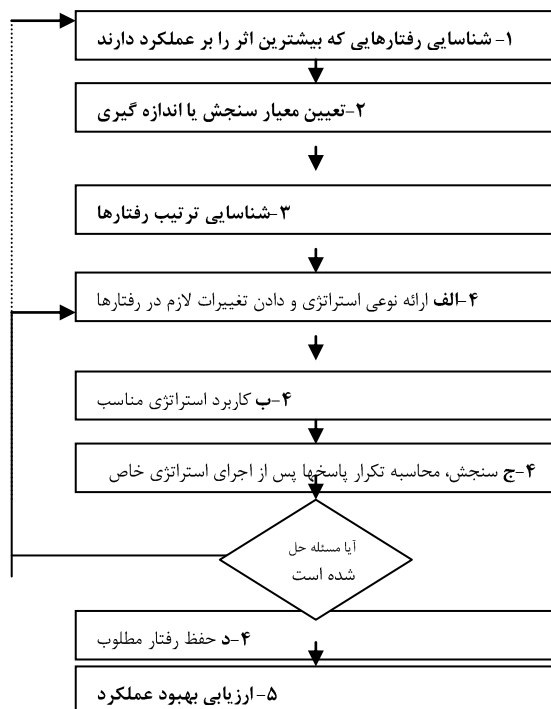 ۱- شناسایی رفتارهایی که بیشترین اثر را بر عملکرد دارند
۲-تعیین معیار سنجش یا اندازه گیری
۳-شناسایی ترتیب رفتارها
۴-الف ارائه نوعی استراتژی و دادن تغییرات لازم در رفتارها
۴-ب کاربرد استراتژی مناسب
۴-ج سنجش، محاسبه تکرار پاسخها پس از اجرای استراتژی خاص
آیا مسئله حل
شده است
۴-د حفظ رفتار مطلوب
۵- ارزیابی بهبود عملکرد